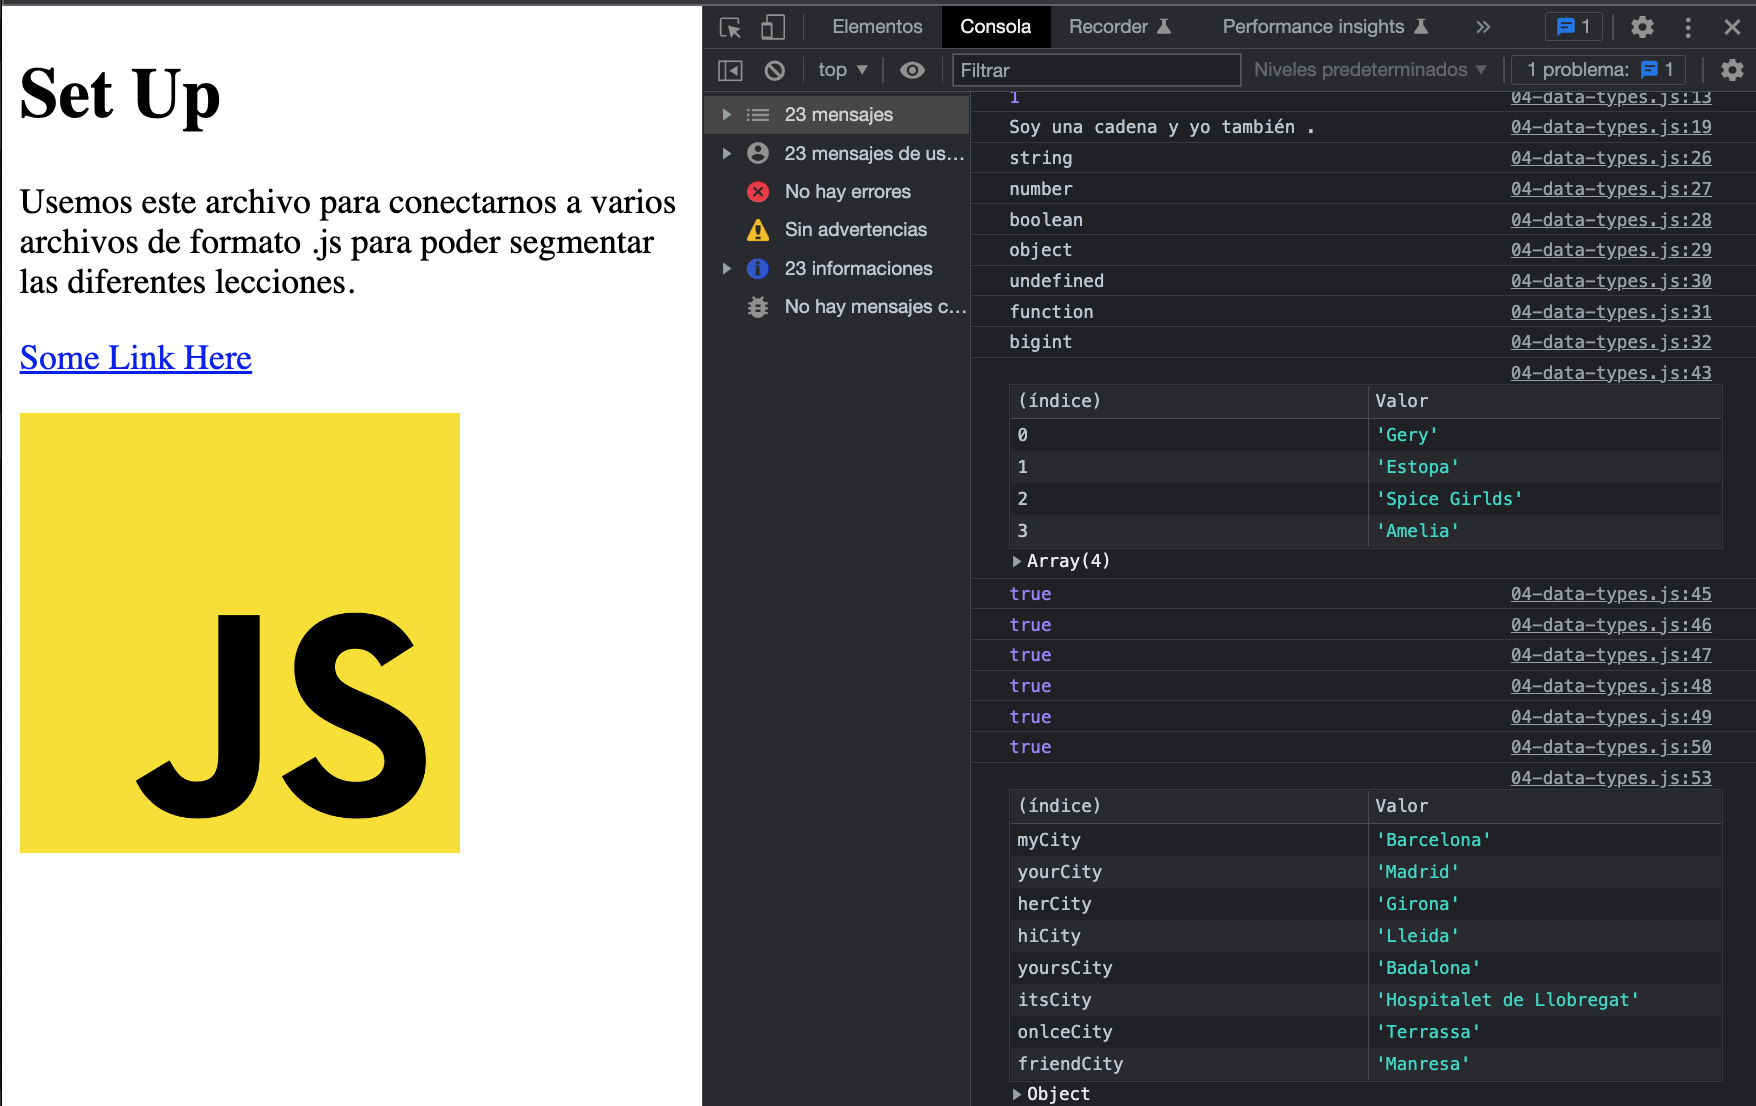 Set Up
Usemos este archivo para conectarnos a varios
archivos de formato .js para poder segmentar
las diferentes lecciones.
Some Link Here
JS
Elementos
Consola
Recorder
Performance insights
1
top
Filtrar
Niveles predeterminados
1 problema: 1
23 mensajes
23 mensajes de us...
No hay errores
Sin advertencias
23 informaciones
No hay mensajes c...
1 04-data-types.js:13
Soy una cadena y yo también . 04-data-types.js:19
string 04-data-types.js:26
number 04-data-types.js:27
boolean 04-data-types.js:28
object 04-data-types.js:29
undefined 04-data-types.js:30
function 04-data-types.js:31
bigint 04-data-types.js:32
04-data-types.js:43
(índice) Valor
0 'Gery'
1 'Estopa'
2 'Spice Girlds'
3 'Amelia'
Array(4)
true 04-data-types.js:45
true 04-data-types.js:46
true 04-data-types.js:47
true 04-data-types.js:48
true 04-data-types.js:49
true 04-data-types.js:50
04-data-types.js:53
(índice) Valor
myCity 'Barcelona'
yourCity 'Madrid'
herCity 'Girona'
hiCity 'Lleida'
yoursCity 'Badalona'
itsCity 'Hospitalet de Llobregat'
onlceCity 'Terrassa'
friendCity 'Manresa'
Object